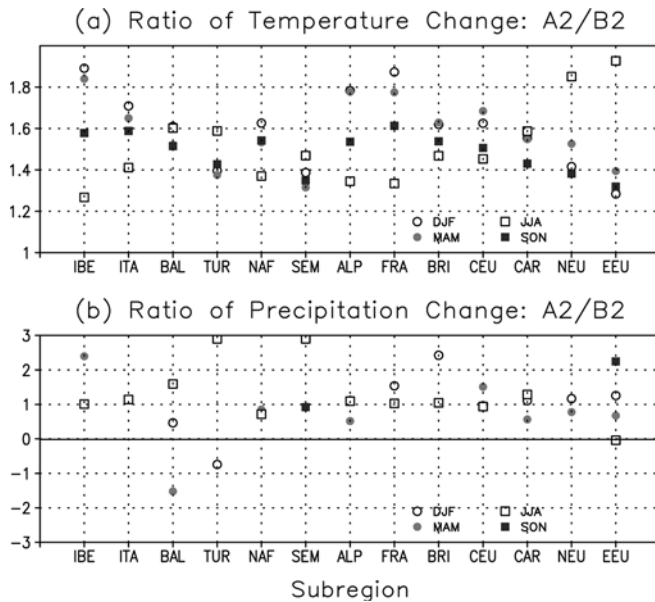 (a) Ratio of Temperature Change: A2/B2
1.8
1.6
1.4
1.2
1
DJF JJA
MAM SON
IBE ITA BAL TUR NAF SEM ALP FRA BRI CEU CAR NEU EEU
(b) Ratio of Precipitation Change: A2/B2
3
2
1
0
-1
-2
-3
DJF JJA
MAM SON
IBE ITA BAL TUR NAF SEM ALP FRA BRI CEU CAR NEU EEU
Subregion